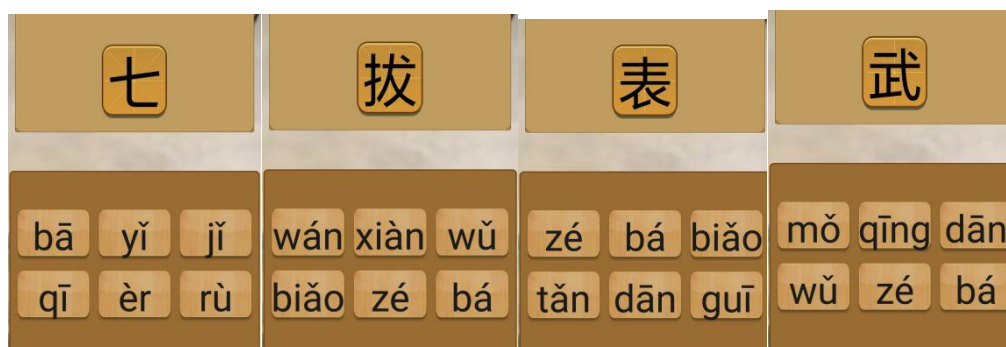 七
bā yǐ jǐ
qī èr rù
拔
wán xiàn wǔ
biǎo zé bá
表
zé bá biǎo
tǎn dān guī
武
mǒ qīng dān
wǔ zé bá